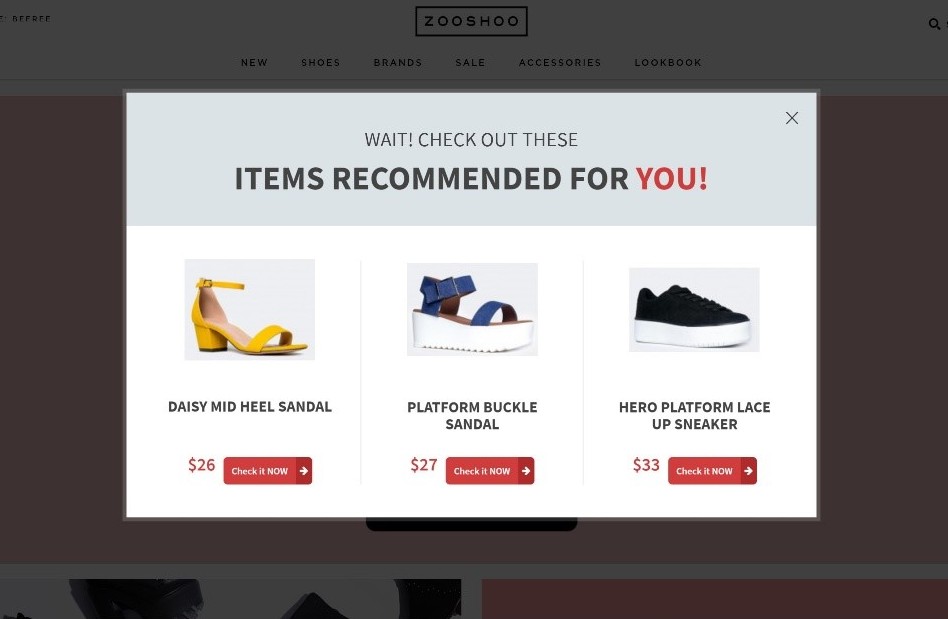 BEFREE
ZOOSHOO
NEW SHOES BRANDS SALE ACCESSORIES LOOKBOOK
WAIT! CHECK OUT THESE
ITEMS RECOMMENDED FOR YOU!
DAISY MID HEEL SANDAL
$26 Check it NOW
PLATFORM BUCKLE
SANDAL
$27 Check it NOW
HERO PLATFORM LACE
UP SNEAKER
$33 Check it NOW